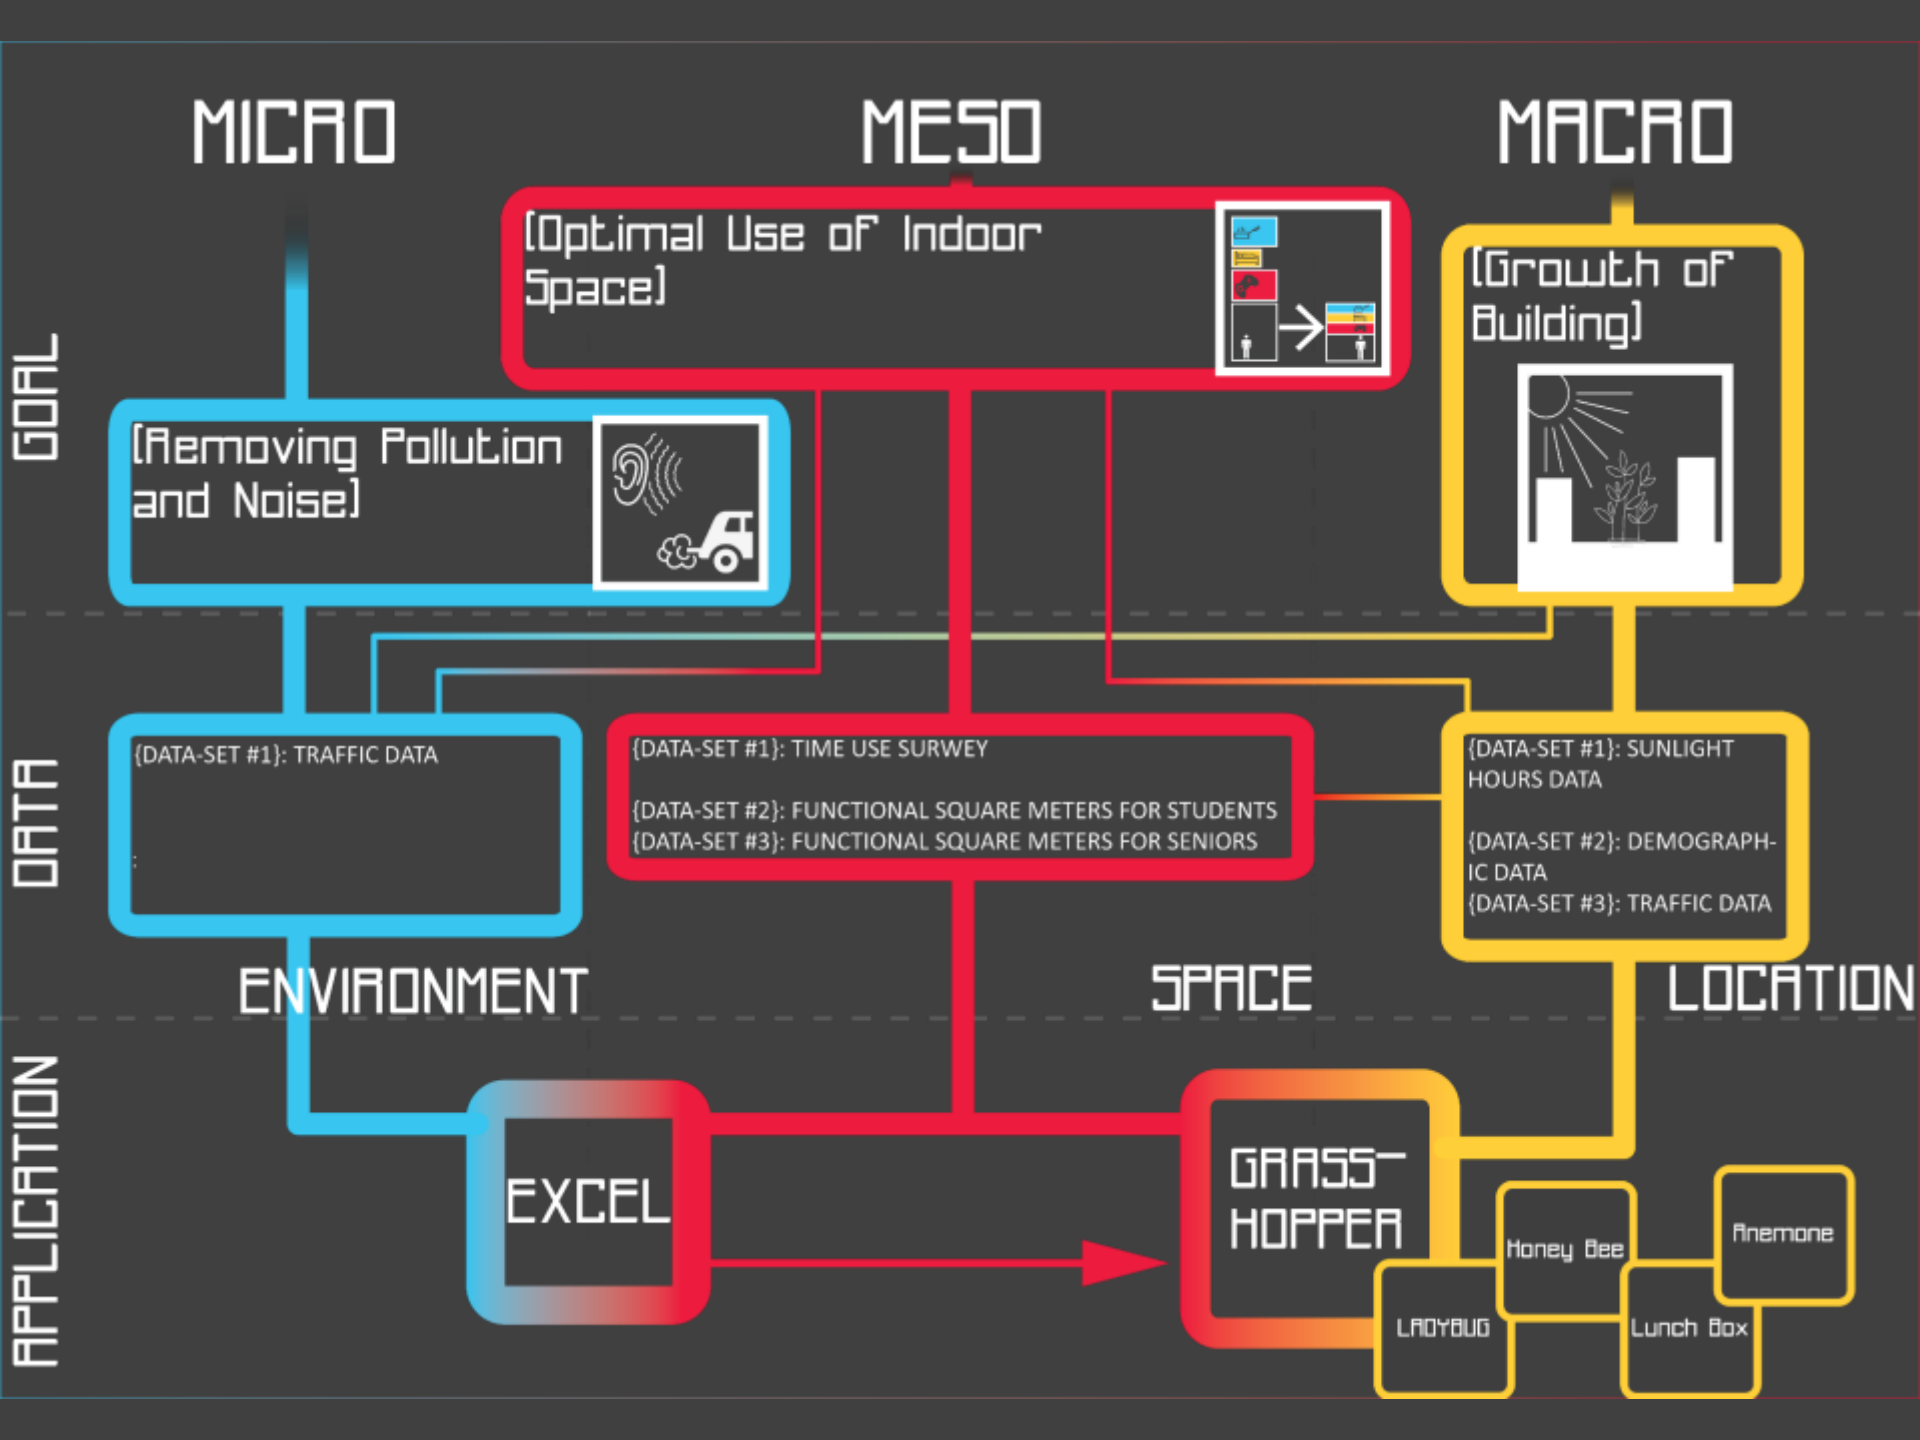 MICRO
MESO
MACRO
GOAL
[Optimal Use of Indoor
Space]
[Growth of
Building]
[Removing Pollution
and Noise]
DATA
{DATA-SET #1}: TRAFFIC DATA
:
{DATA-SET #1}: TIME USE SURWEY
{DATA-SET #2}: FUNCTIONAL SQUARE METERS FOR STUDENTS
{DATA-SET #3}: FUNCTIONAL SQUARE METERS FOR SENIORS
{DATA-SET #1}: SUNLIGHT
HOURS DATA
{DATA-SET #2}: DEMOGRAPH-
IC DATA
{DATA-SET #3}: TRAFFIC DATA
ENVIRONMENT
SPACE
LOCATION
APPLICATION
EXCEL
GRASS-
HOPPER
LADYBUG
Honey Bee
Lunch Box
Anemone